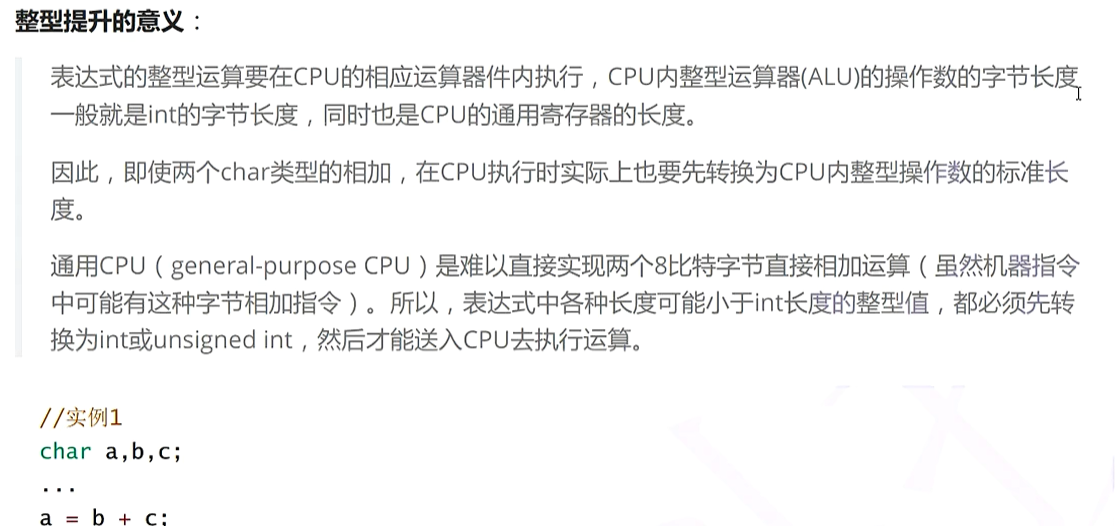 整型提升的意义：
表达式的整型运算要在CPU的相应运算器件内执行，CPU内整型运算器(ALU)的操作数的字节长度
一般就是int的字节长度，同时也是CPU的通用寄存器的长度。
因此，即使两个char类型的相加，在CPU执行时实际上也要先转换为CPU内整型操作数的标准长
度。
通用CPU（general-purpose CPU）是难以直接实现两个8比特字节直接相加运算（虽然机器指令
中可能有这种字节相加指令）。所以，表达式中各种长度可能小于int长度的整型值，都必须先转
换为int或unsigned int，然后才能送入CPU去执行运算。
//实例1
char a,b,c;
...
a = b + c;